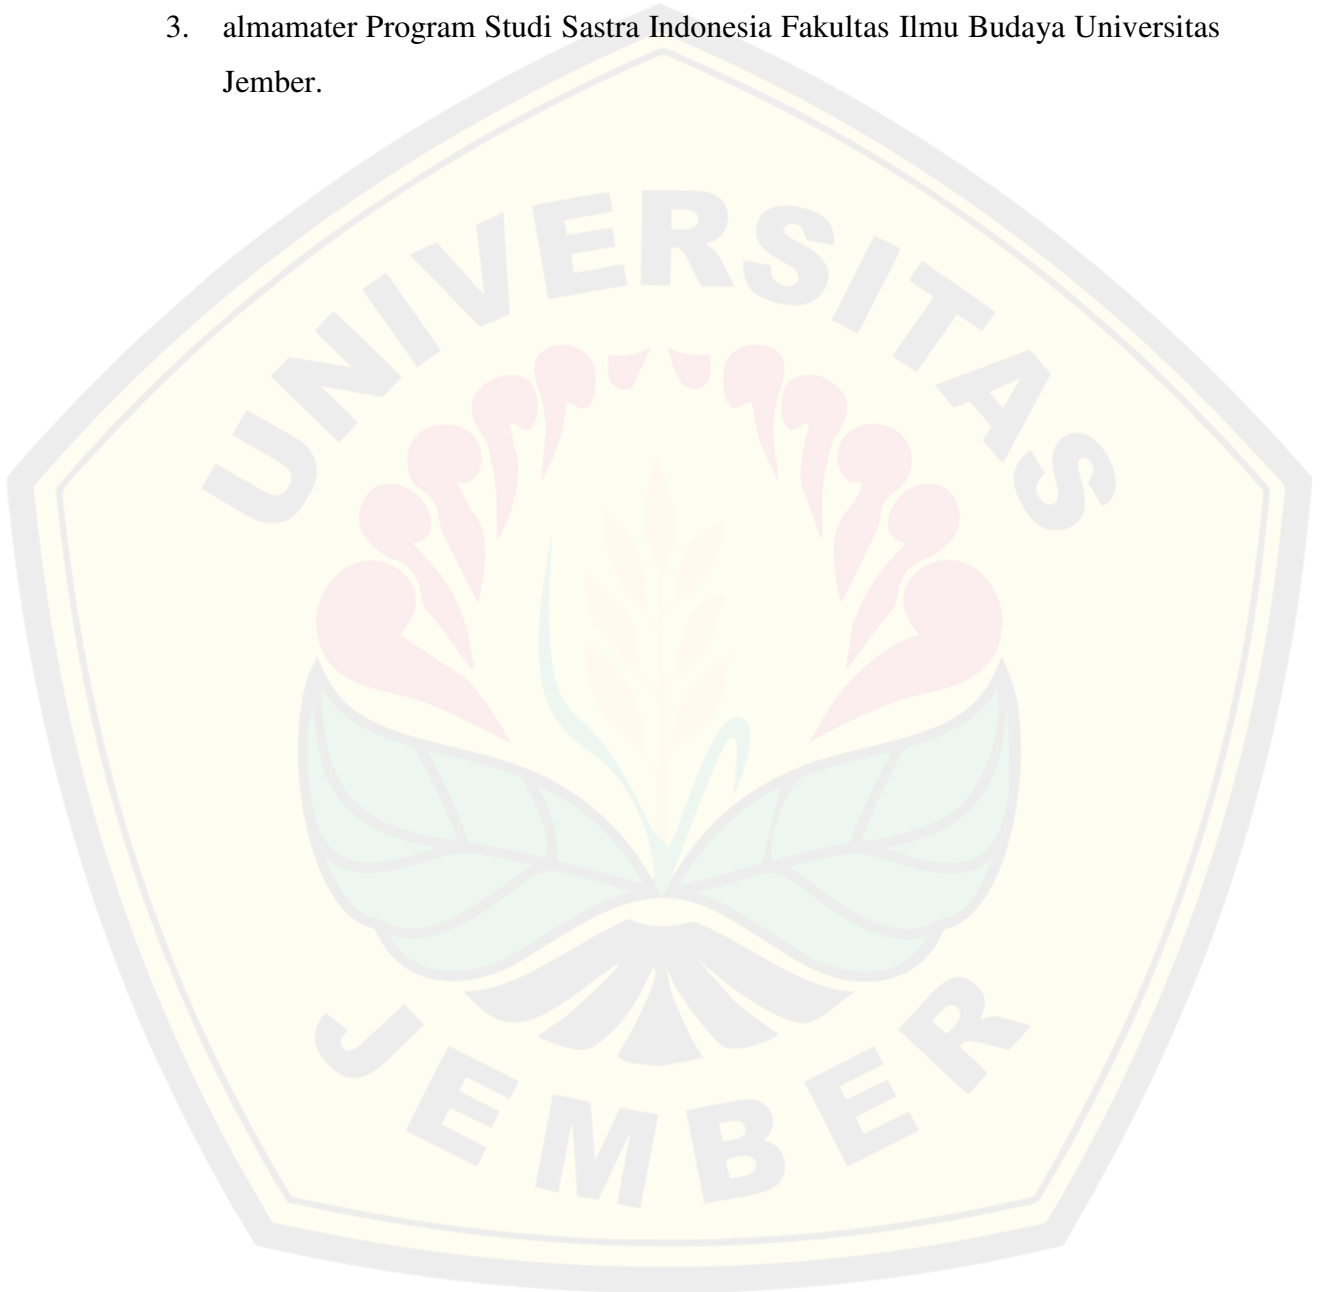 3. almamater Program Studi Sastra Indonesia Fakultas Ilmu Budaya Universitas
Jember.
UNIVERSITAS
JEMBER